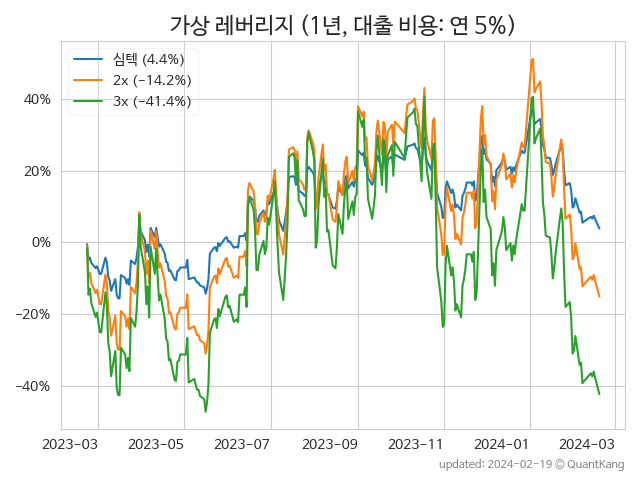 가상 레버리지 (1년, 대출 비용: 연 5%)
심텍 (4.4%)
2x (−14.2%)
3x (−41.4%)
40%
20%
0%
−20%
−40%
2023-03 2023-05 2023-07 2023-09 2023-11 2024-01 2024-03
updated: 2024-02-19 © QuantKang